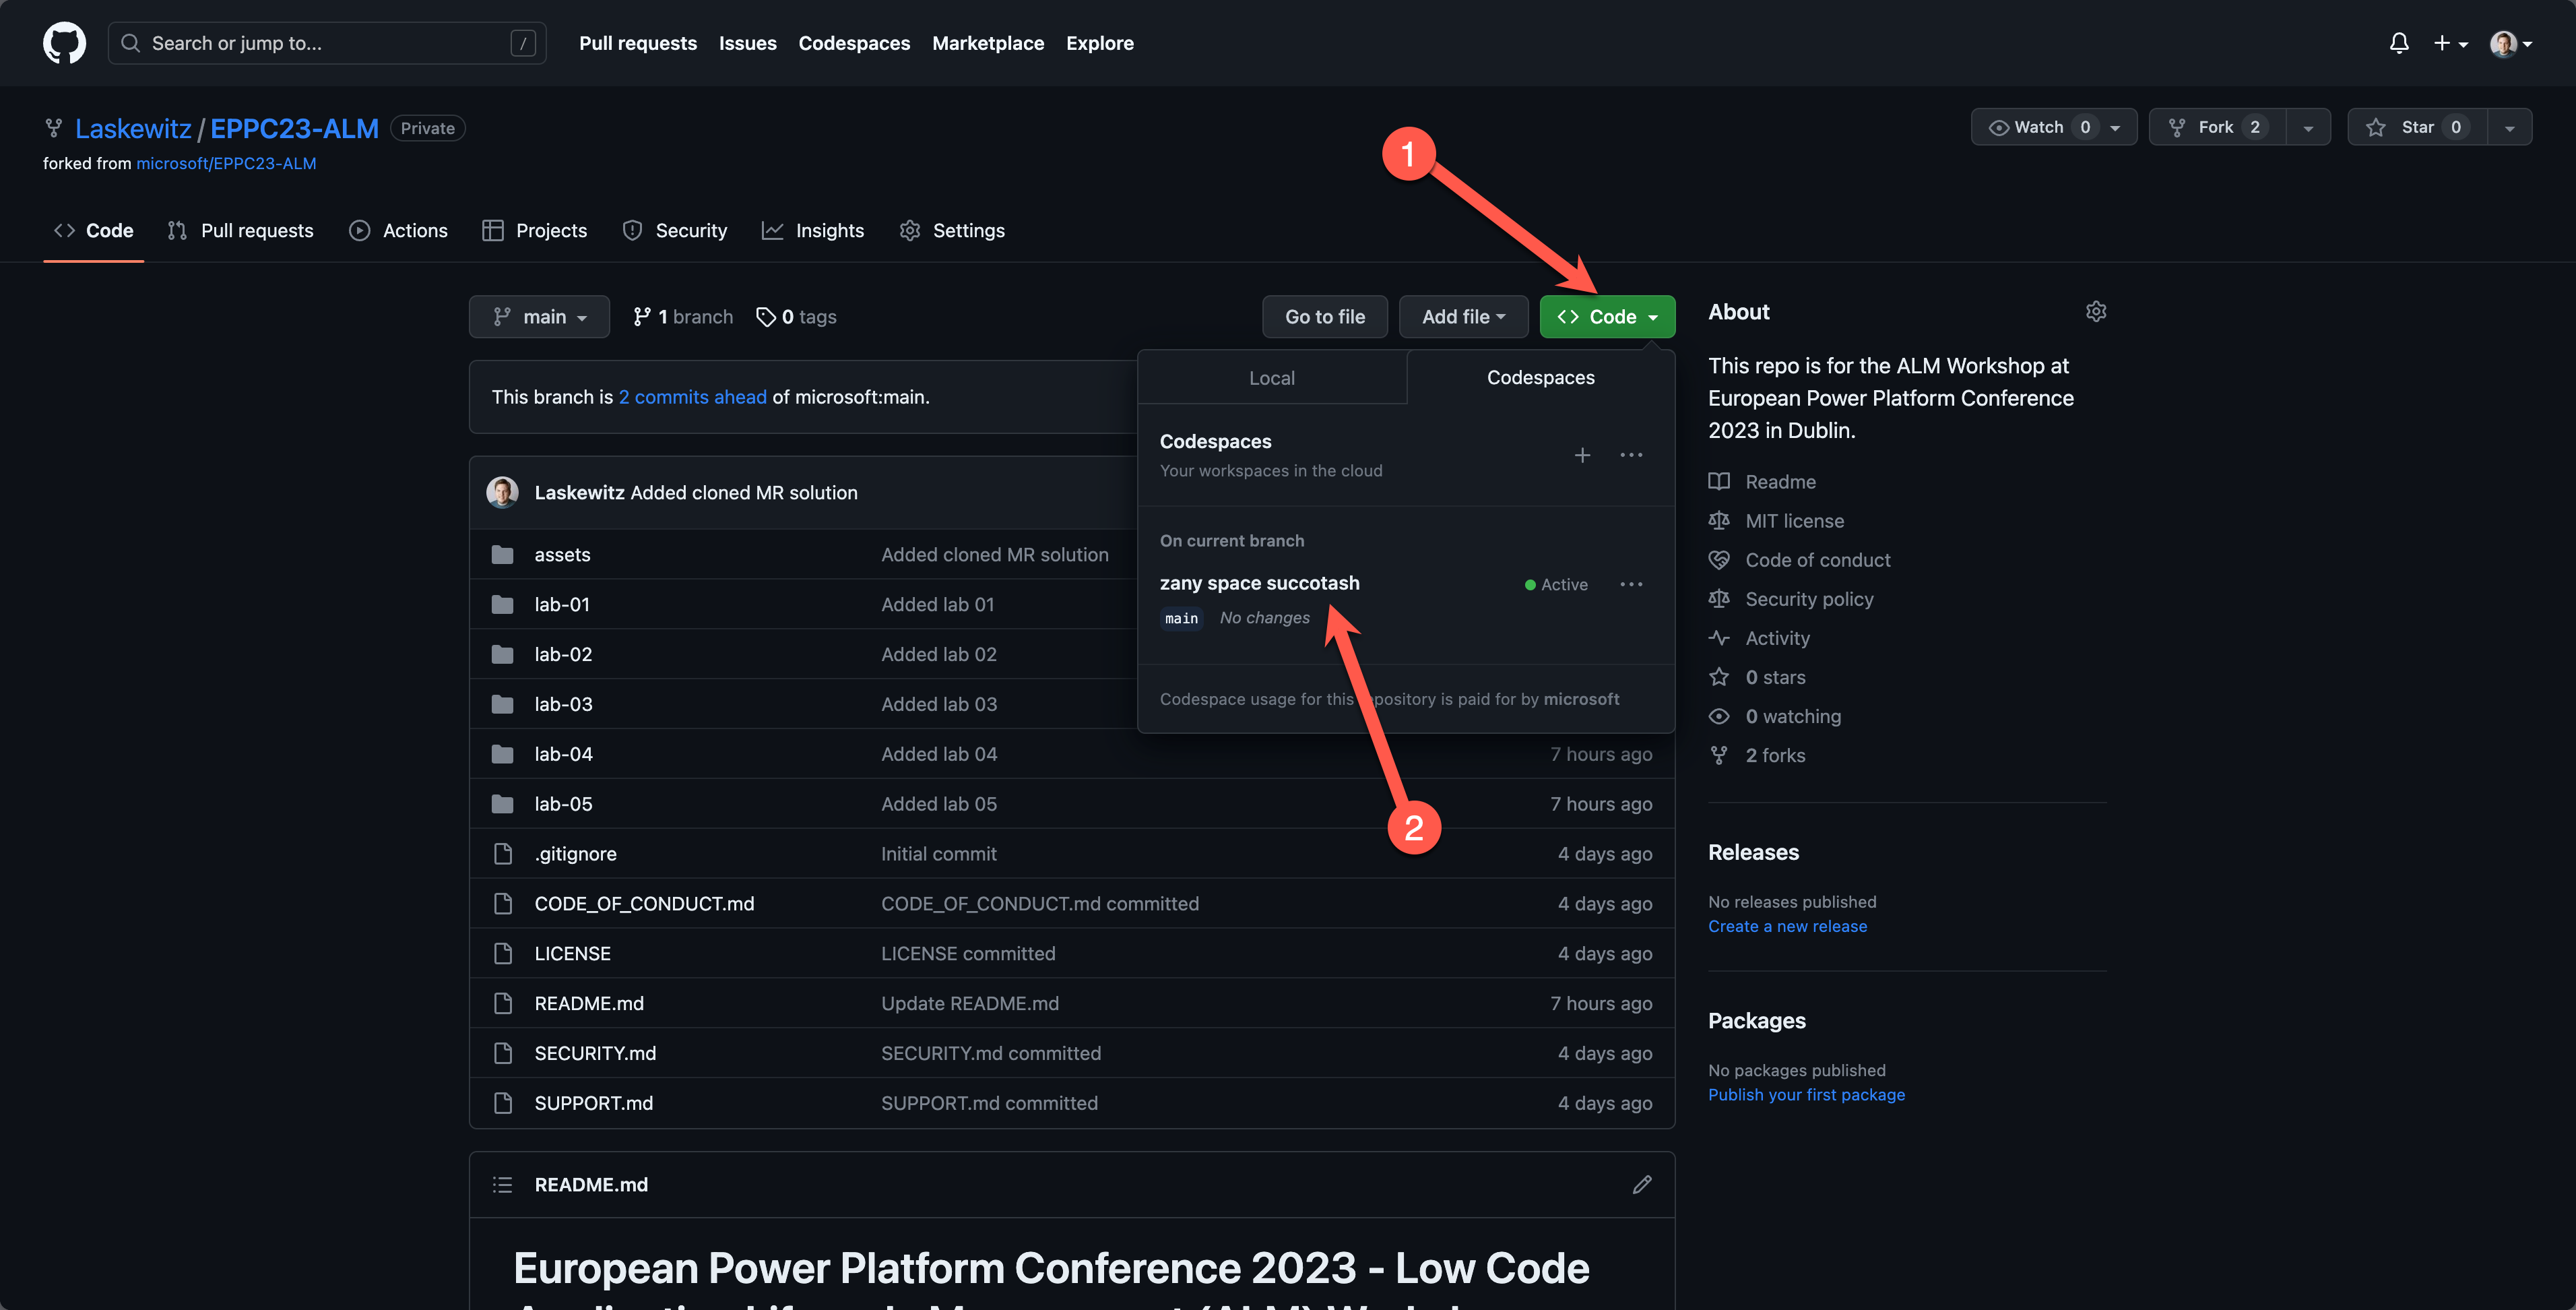 Search or jump to... /
Pull requests Issues Codespaces Marketplace Explore
Laskewitz / EPPC23-ALM Private
forked from microsoft/EPPC23-ALM
Watch 0 Fork 2 Star 0
1
Code Pull requests Actions Projects Security Insights Settings
main 1 branch 0 tags Go to file Add file Code
This branch is 2 commits ahead of microsoft:main.
Local Codespaces
Codespaces
Your workspaces in the cloud
On current branch
zany space succotash Active
main No changes
Codespace usage for this repository is paid for by microsoft
2
Laskewitz Added cloned MR solution
assets Added cloned MR solution
lab-01 Added lab 01
lab-02 Added lab 02
lab-03 Added lab 03
lab-04 Added lab 04 7 hours ago
lab-05 Added lab 05 7 hours ago
.gitignore Initial commit 4 days ago
CODE_OF_CONDUCT.md CODE_OF_CONDUCT.md committed 4 days ago
LICENSE LICENSE committed 4 days ago
README.md Update README.md 7 hours ago
SECURITY.md SECURITY.md committed 4 days ago
SUPPORT.md SUPPORT.md committed 4 days ago
README.md
European Power Platform Conference 2023 - Low Code
About
This repo is for the ALM Workshop at
European Power Platform Conference
2023 in Dublin.
Readme
MIT license
Code of conduct
Security policy
Activity
0 stars
0 watching
2 forks
Releases
No releases published
Create a new release
Packages
No packages published
Publish your first package